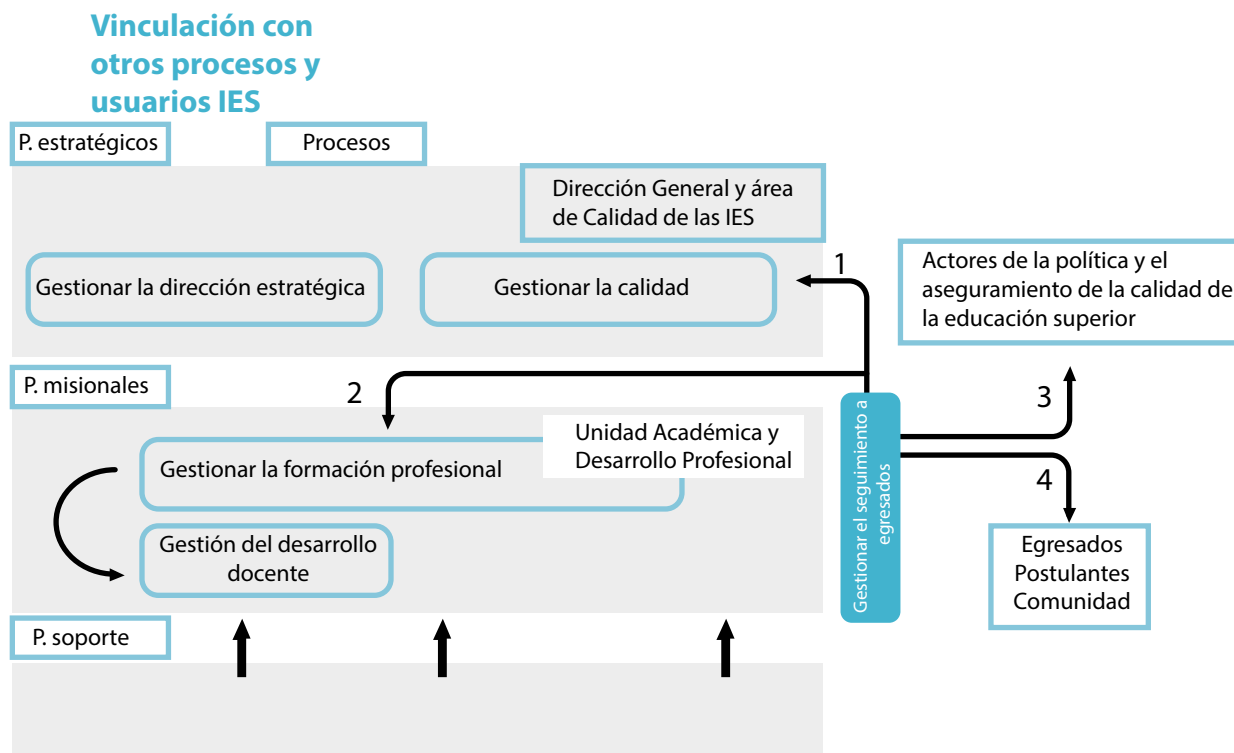 Vinculación con
otros procesos y
usuarios IES
P. estratégicos
Procesos
Dirección General y área
de Calidad de las IES
Gestionar la dirección estratégica
Gestionar la calidad
1
Actores de la política y el
aseguramiento de la calidad de
la educación superior
P. misionales
2
3
Unidad Académica y
Desarrollo Profesional
Gestionar la formación profesional
Gestionar el seguimiento a
egresados
4
Gestión del desarrollo
docente
Egresados
Postulantes
Comunidad
P. soporte